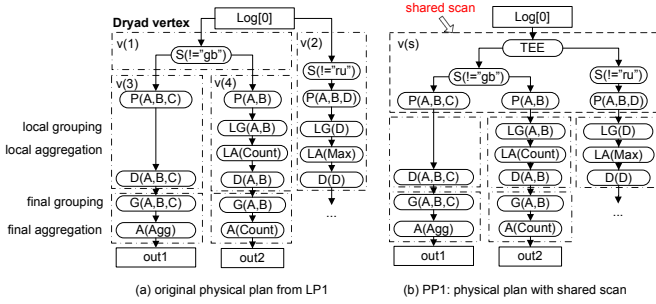 Dryad vertex
Log[0]
v(1)
v(2)
S(!="gb")
S(!="ru")
v(3)
v(4)
P(A,B,C)
P(A,B)
P(A,B,D)
local grouping
LG(A,B)
LG(D)
local aggregation
LA(Count)
LA(Max)
D(A,B,C)
D(A,B)
D(D)
final grouping
G(A,B,C)
G(A,B)
...
final aggregation
A(Agg)
A(Count)
out1
out2
(a) original physical plan from LP1
shared scan
Log[0]
v(s)
TEE
S(!="gb")
S(!="ru")
P(A,B,C)
P(A,B)
P(A,B,D)
LG(A,B)
LG(D)
LA(Count)
LA(Max)
D(A,B,C)
D(A,B)
D(D)
G(A,B,C)
G(A,B)
...
A(Agg)
A(Count)
out1
out2
(b) PP1: physical plan with shared scan